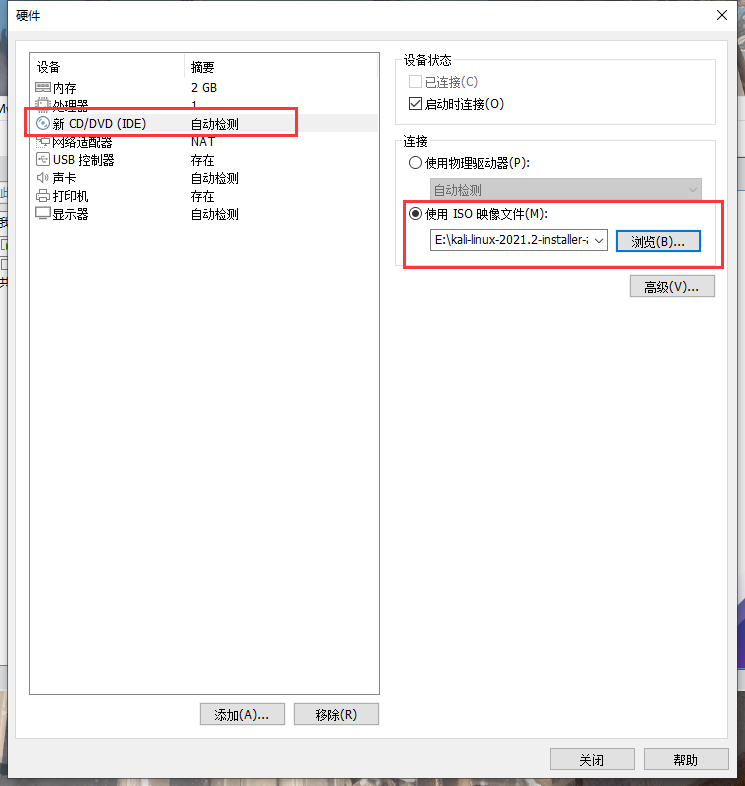 硬件
设备 摘要
内存 2 GB
处理器 1
新 CD/DVD (IDE) 自动检测
网络适配器 NAT
USB 控制器 存在
声卡 自动检测
打印机 存在
显示器 自动检测
添加(A)... 移除(R)
设备状态
已连接(C)
启动时连接(O)
连接
使用物理驱动器(P):
自动检测
使用 ISO 映像文件(M):
E:\kali-linux-2021.2-installer- 浏览(B)...
高级(V)...
关闭 帮助